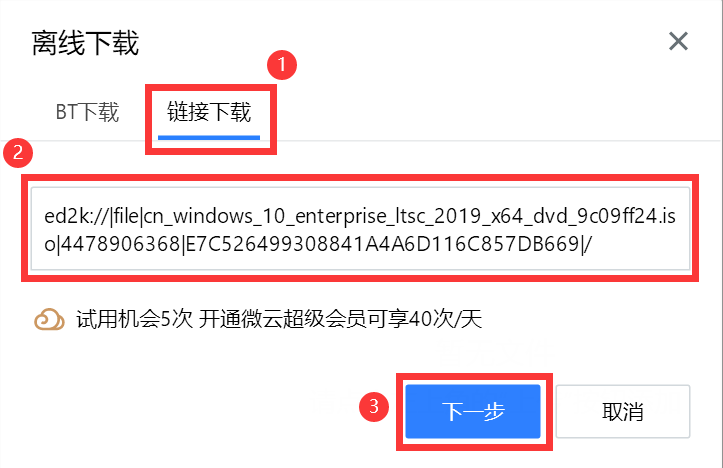 离线下载
1
BT下载 链接下载
2
ed2k://|file|cn_windows_10_enterprise_ltsc_2019_x64_dvd_9c09ff24.is
o|4478906368|E7C526499308841A4A6D116C857DB669|/
试用机会5次 开通微云超级会员可享40次/天
3 下一步 取消